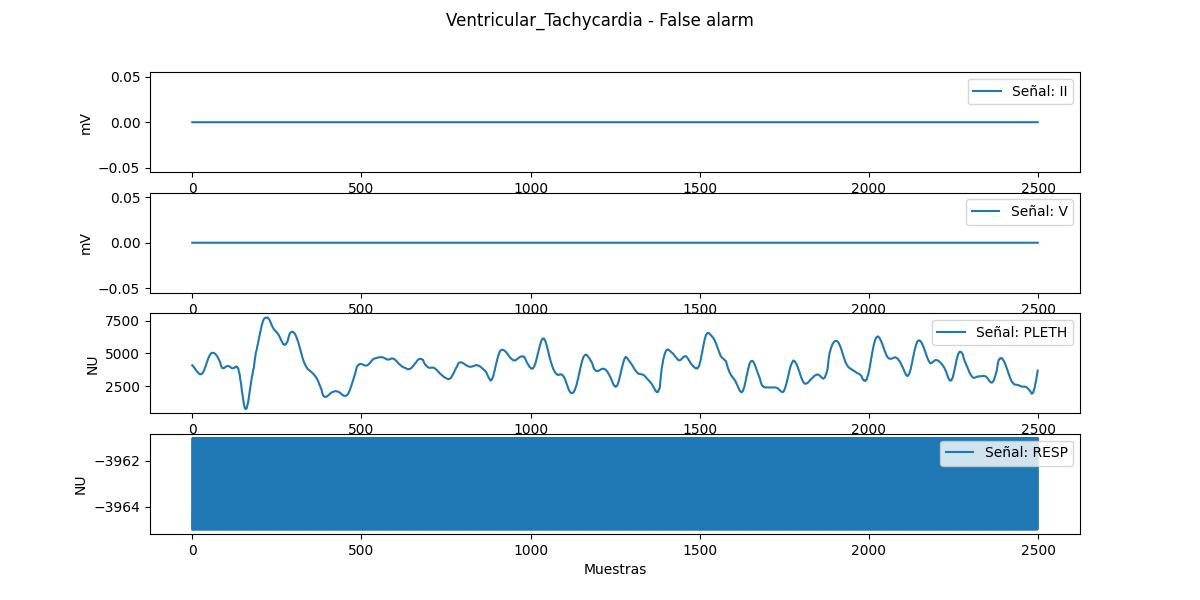 Ventricular_Tachycardia - False alarm
0.05
0.00
−0.05
mV
Señal: II
0 500 1000 1500 2000 2500
0.05
0.00
−0.05
mV
Señal: V
0 500 1000 1500 2000 2500
7500
5000
2500
NU
Señal: PLETH
0 500 1000 1500 2000 2500
−3962
−3964
NU
Señal: RESP
0 500 1000 1500 2000 2500
Muestras